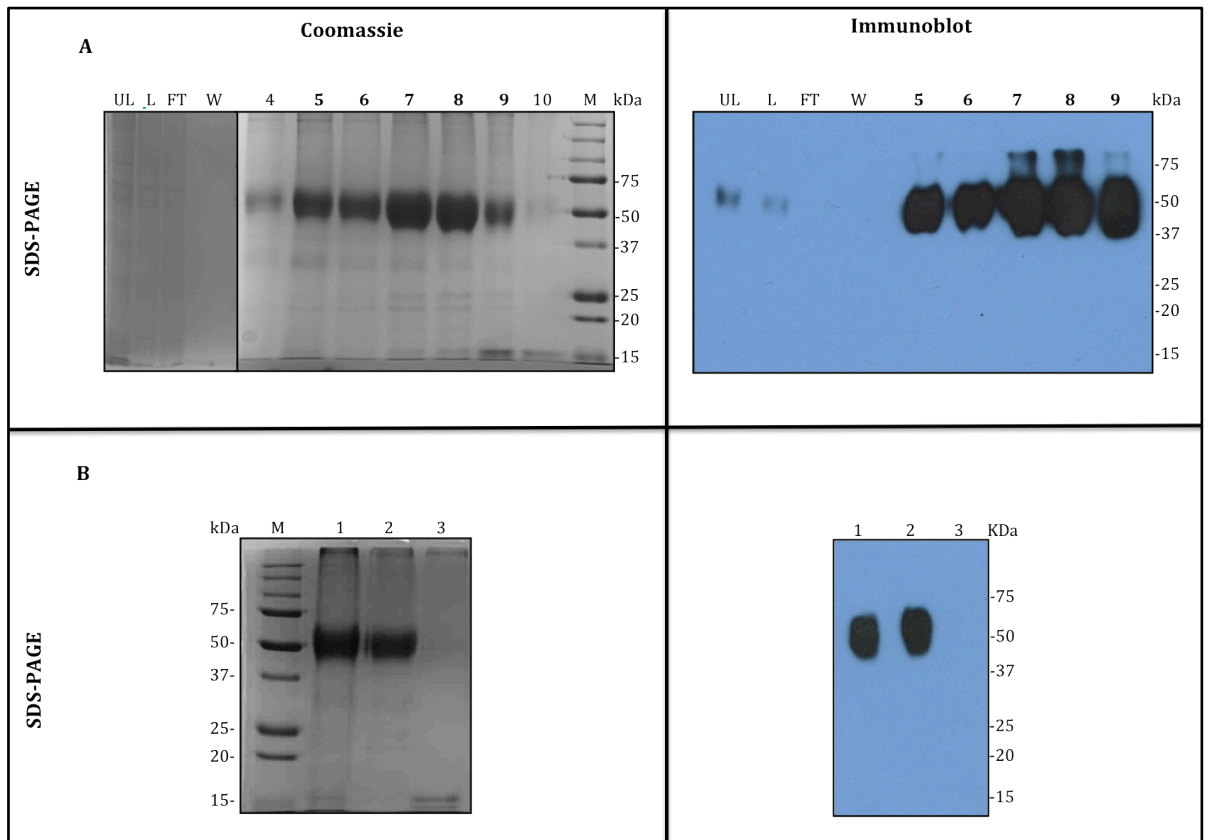 Coomassie
Immunoblot
A
UL L FT W 4 5 6 7 8 9 10 M kDa
-75
-50
-37
-25
-20
-15
UL L FT W 5 6 7 8 9 kDa
-75
-50
-37
-25
-20
-15
SDS-PAGE
B
kDa M 1 2 3
75-
50-
37-
25-
20-
15-
1 2 3 KDa
-75
-50
-37
-25
-20
-15
SDS-PAGE